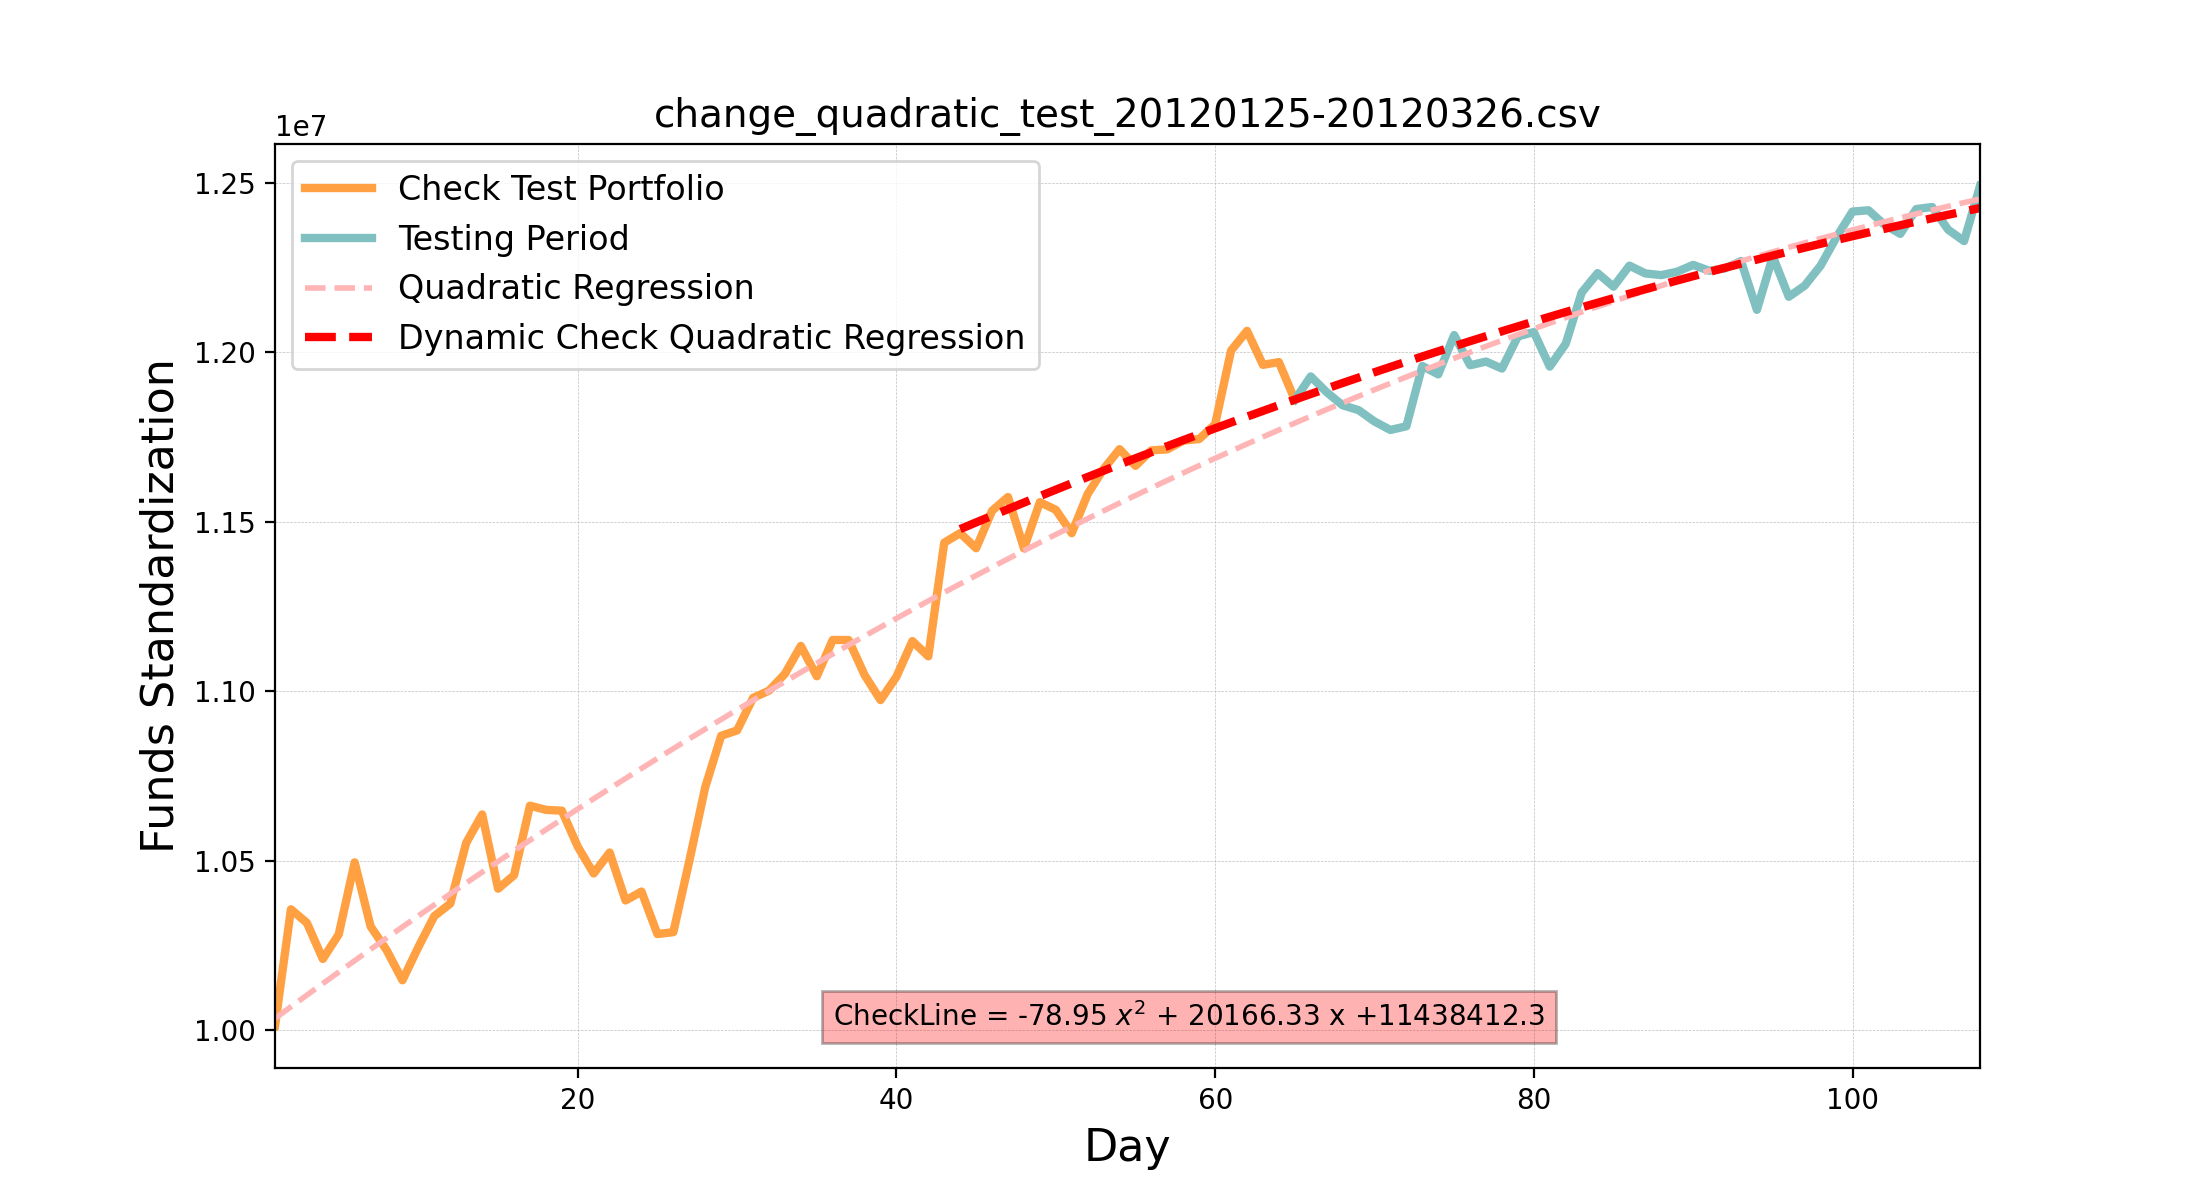 change_quadratic_test_20120125-20120326.csv
1e7
Check Test Portfolio
Testing Period
Quadratic Regression
Dynamic Check Quadratic Regression
Funds Standardization
1.25
1.20
1.15
1.10
1.05
1.00
CheckLine = -78.95 x² + 20166.33 x +11438412.3
20 40 60 80 100
Day